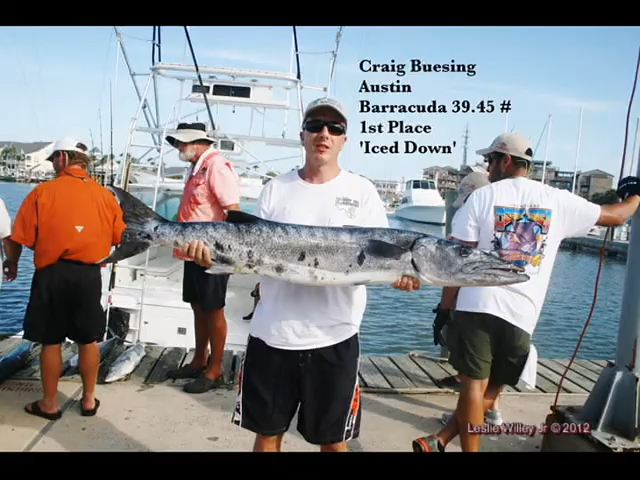 Craig Buesing
Austin
Barracuda 39.45 #
1st Place
'Iced Down'
Leslie Willey Jr © 2012